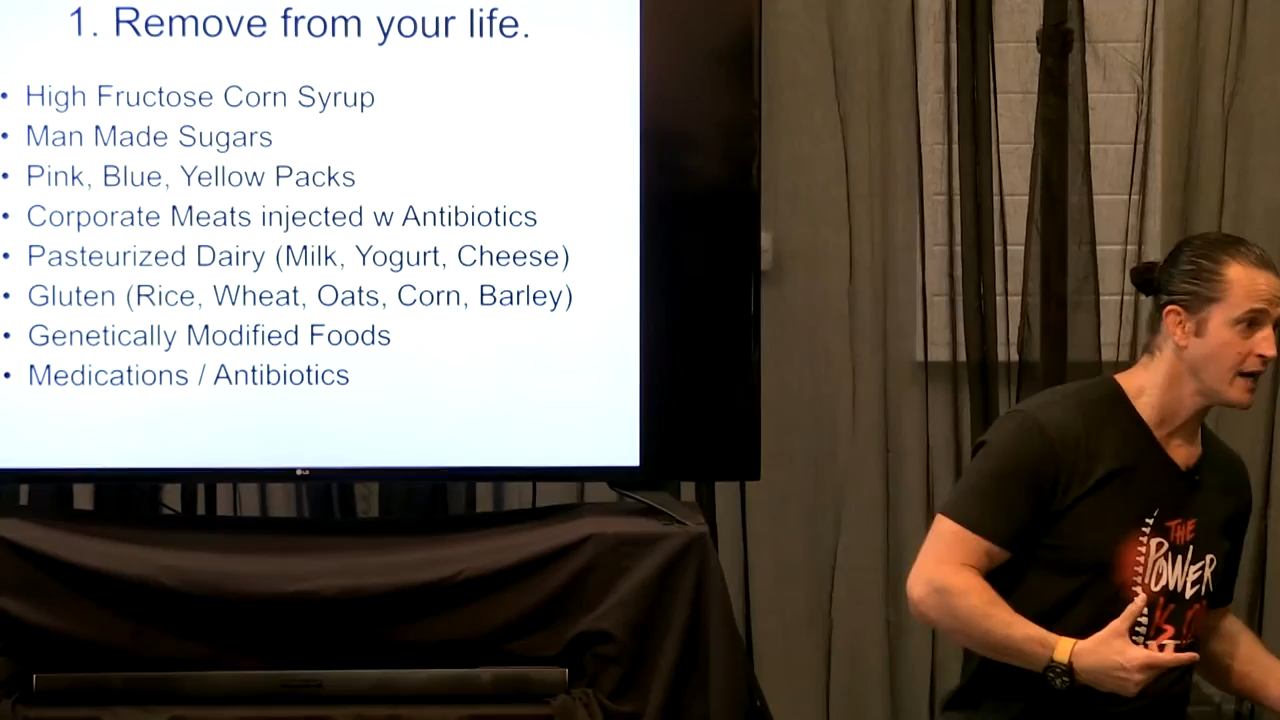 1. Remove from your life.
• High Fructose Corn Syrup
• Man Made Sugars
• Pink, Blue, Yellow Packs
• Corporate Meats injected w Antibiotics
• Pasteurized Dairy (Milk, Yogurt, Cheese)
• Gluten (Rice, Wheat, Oats, Corn, Barley)
• Genetically Modified Foods
• Medications / Antibiotics
LG
THE
POWER
IS